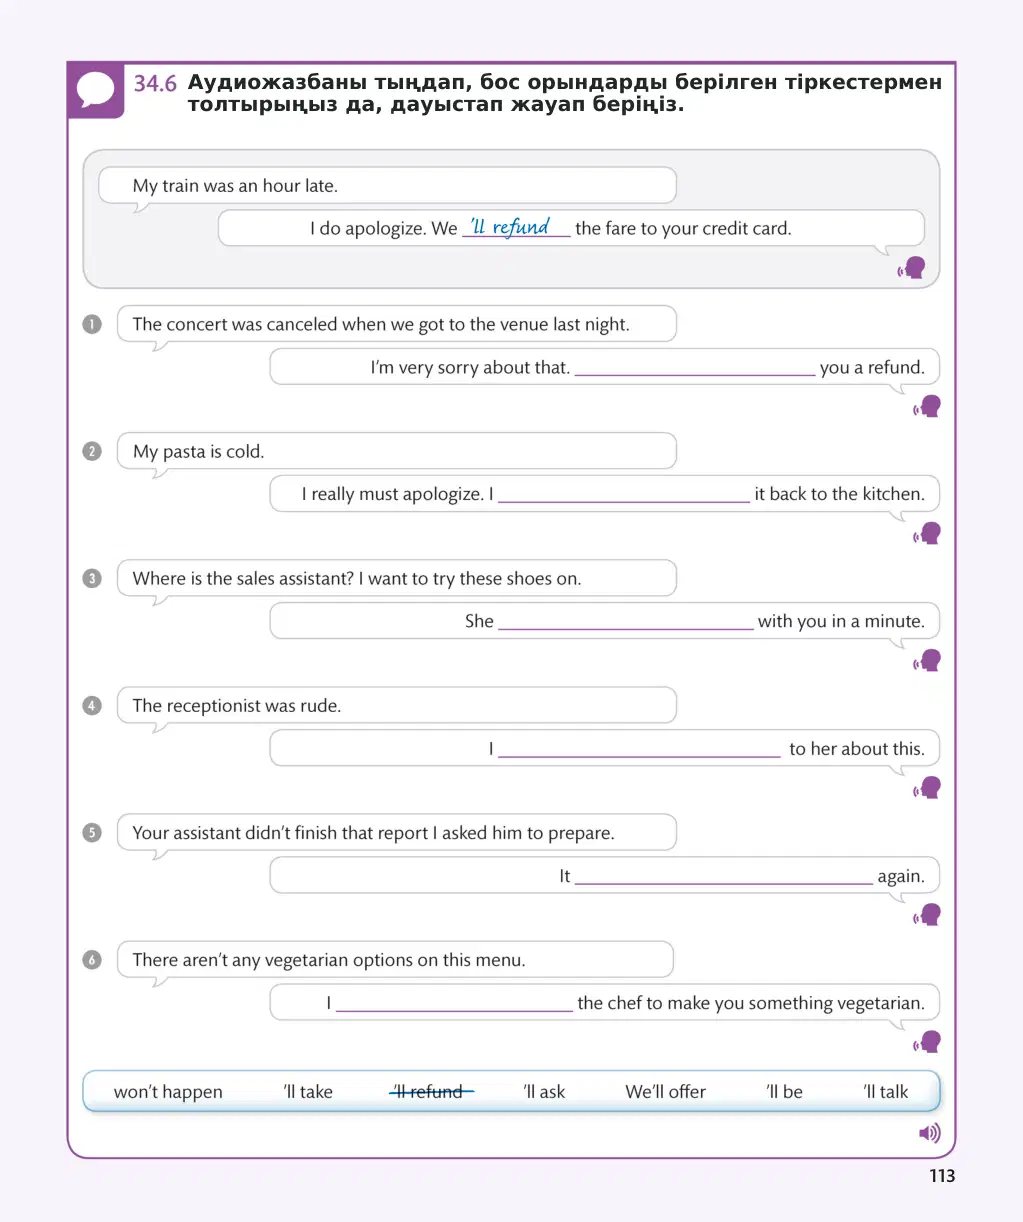 34.6 Аудиожазбаны тыңдап, бос орындарды берілген тіркестермен
толтырыңыз да, дауыстап жауап беріңіз.
My train was an hour late.
I do apologize. We 'll refund the fare to your credit card.
1 The concert was canceled when we got to the venue last night.
I'm very sorry about that. ______ you a refund.
2 My pasta is cold.
I really must apologize. I ______ it back to the kitchen.
3 Where is the sales assistant? I want to try these shoes on.
She ______ with you in a minute.
4 The receptionist was rude.
I ______ to her about this.
5 Your assistant didn't finish that report I asked him to prepare.
It ______ again.
6 There aren't any vegetarian options on this menu.
I ______ the chef to make you something vegetarian.
won't happen 'll take 'll refund 'll ask We'll offer 'll be 'll talk
113